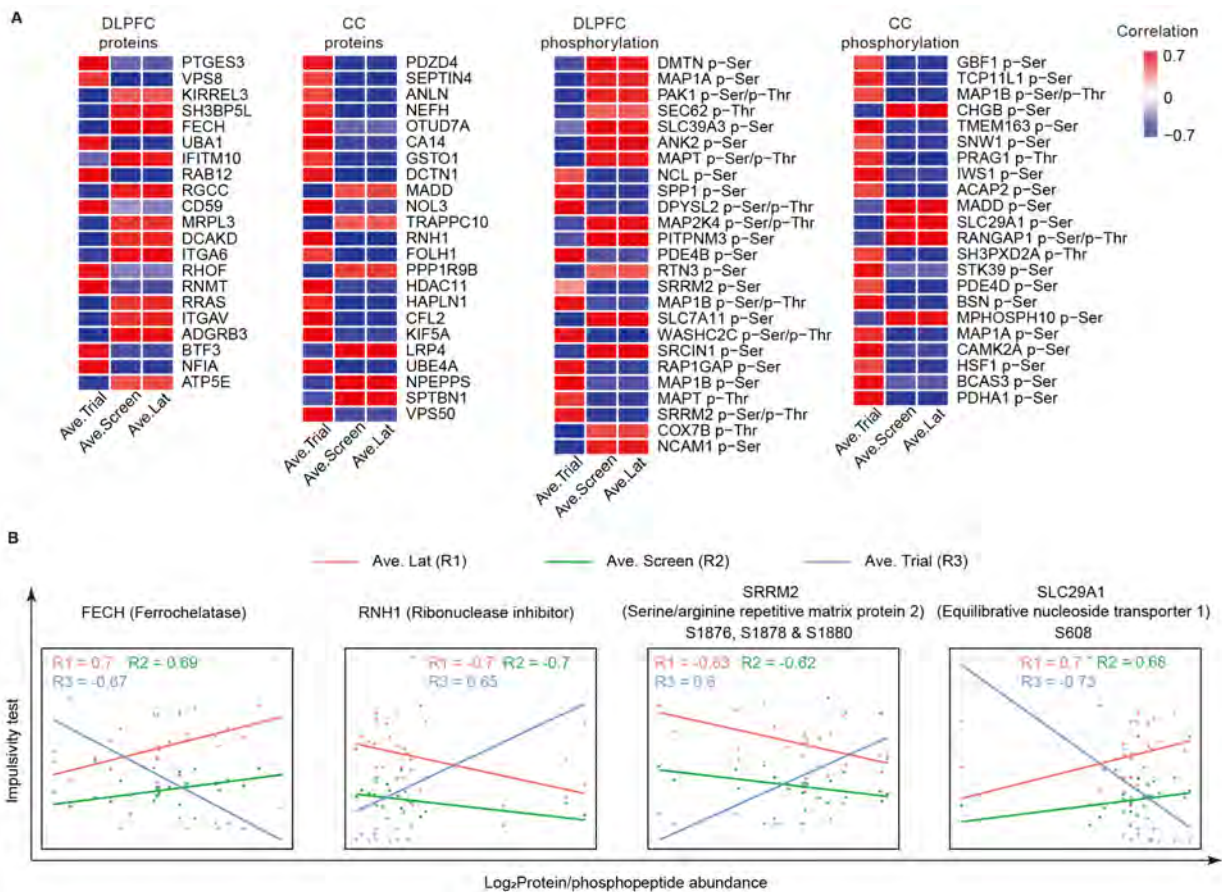 A
DLPFC
proteins
PTGES3
VPS8
KIRREL3
SH3BP5L
FECH
UBA1
IFITM10
RAB12
RGCC
CD59
MRPL3
DCAKD
ITGA6
RHOF
RNMT
RRAS
ITGAV
ADGRB3
BTF3
NFIA
ATP5E
Ave.Trial
Ave.Screen
Ave.Lat
CC
proteins
PDZD4
SEPTIN4
ANLN
NEFH
OTUD7A
CA14
GSTO1
DCTN1
MADD
NOL3
TRAPPC10
RNH1
FOLH1
PPP1R9B
HDAC11
HAPLN1
CFL2
KIF5A
LRP4
UBE4A
NPEPPS
SPTBN1
VPS50
Ave.Trial
Ave.Screen
Ave.Lat
DLPFC
phosphorylation
DMTN p-Ser
MAP1A p-Ser
PAK1 p-Ser/p-Thr
SEC62 p-Thr
SLC39A3 p-Ser
ANK2 p-Ser
MAPT p-Ser/p-Thr
NCL p-Ser
SPP1 p-Ser
DPYSL2 p-Ser/p-Thr
MAP2K4 p-Ser/p-Thr
PITPNM3 p-Ser
PDE4B p-Ser
RTN3 p-Ser
SRRM2 p-Ser
MAP1B p-Ser/p-Thr
SLC7A11 p-Ser
WASHC2C p-Ser/p-Thr
SRCIN1 p-Ser
RAP1GAP p-Ser
MAP1B p-Ser
MAPT p-Thr
SRRM2 p-Ser/p-Thr
COX7B p-Thr
NCAM1 p-Ser
Ave.Trial
Ave.Screen
Ave.Lat
CC
phosphorylation
GBF1 p-Ser
TCP11L1 p-Ser
MAP1B p-Ser/p-Thr
CHGB p-Ser
TMEM163 p-Ser
SNW1 p-Ser
PRAG1 p-Thr
IWS1 p-Ser
ACAP2 p-Ser
MADD p-Ser
SLC29A1 p-Ser
RANGAP1 p-Ser/p-Thr
SH3PXD2A p-Thr
STK39 p-Ser
PDE4D p-Ser
BSN p-Ser
MPHOSPH10 p-Ser
MAP1A p-Ser
CAMK2A p-Ser
HSF1 p-Ser
BCAS3 p-Ser
PDHA1 p-Ser
Ave.Trial
Ave.Screen
Ave.Lat
Correlation
0.7
0
−0.7
B
Ave. Lat (R1)
Ave. Screen (R2)
Ave. Trial (R3)
Impulsivity test
FECH (Ferrochelatase)
R1 = 0.7 R2 = 0.69
R3 = -0.67
RNH1 (Ribonuclease inhibitor)
R1 = -0.7 R2 = -0.7
R3 = 0.65
SRRM2
(Serine/arginine repetitive matrix protein 2)
S1876, S1878 & S1880
R1 = -0.63 R2 = -0.62
R3 = 0.6
SLC29A1
(Equilibrative nucleoside transporter 1)
S608
R1 = 0.7 R2 = 0.66
R3 = -0.73
Log₂Protein/phosphopeptide abundance